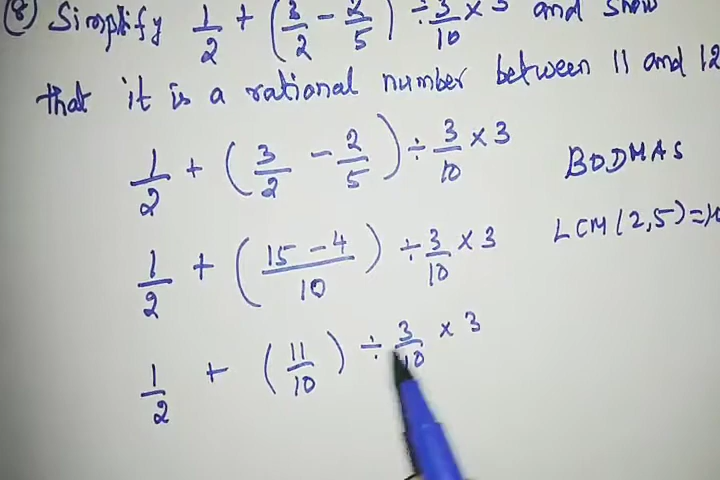 8 Simplify 1/2 + (3/2 - 2/5) ÷ 3/10 × 3 and show
that it is a rational number between 11 and 12
1/2 + (3/2 - 2/5) ÷ 3/10 × 3
BODMAS
1/2 + (15 - 4/10) ÷ 3/10 × 3
LCM (2,5) = 10
1/2 + (11/10) ÷ 3/10 × 3